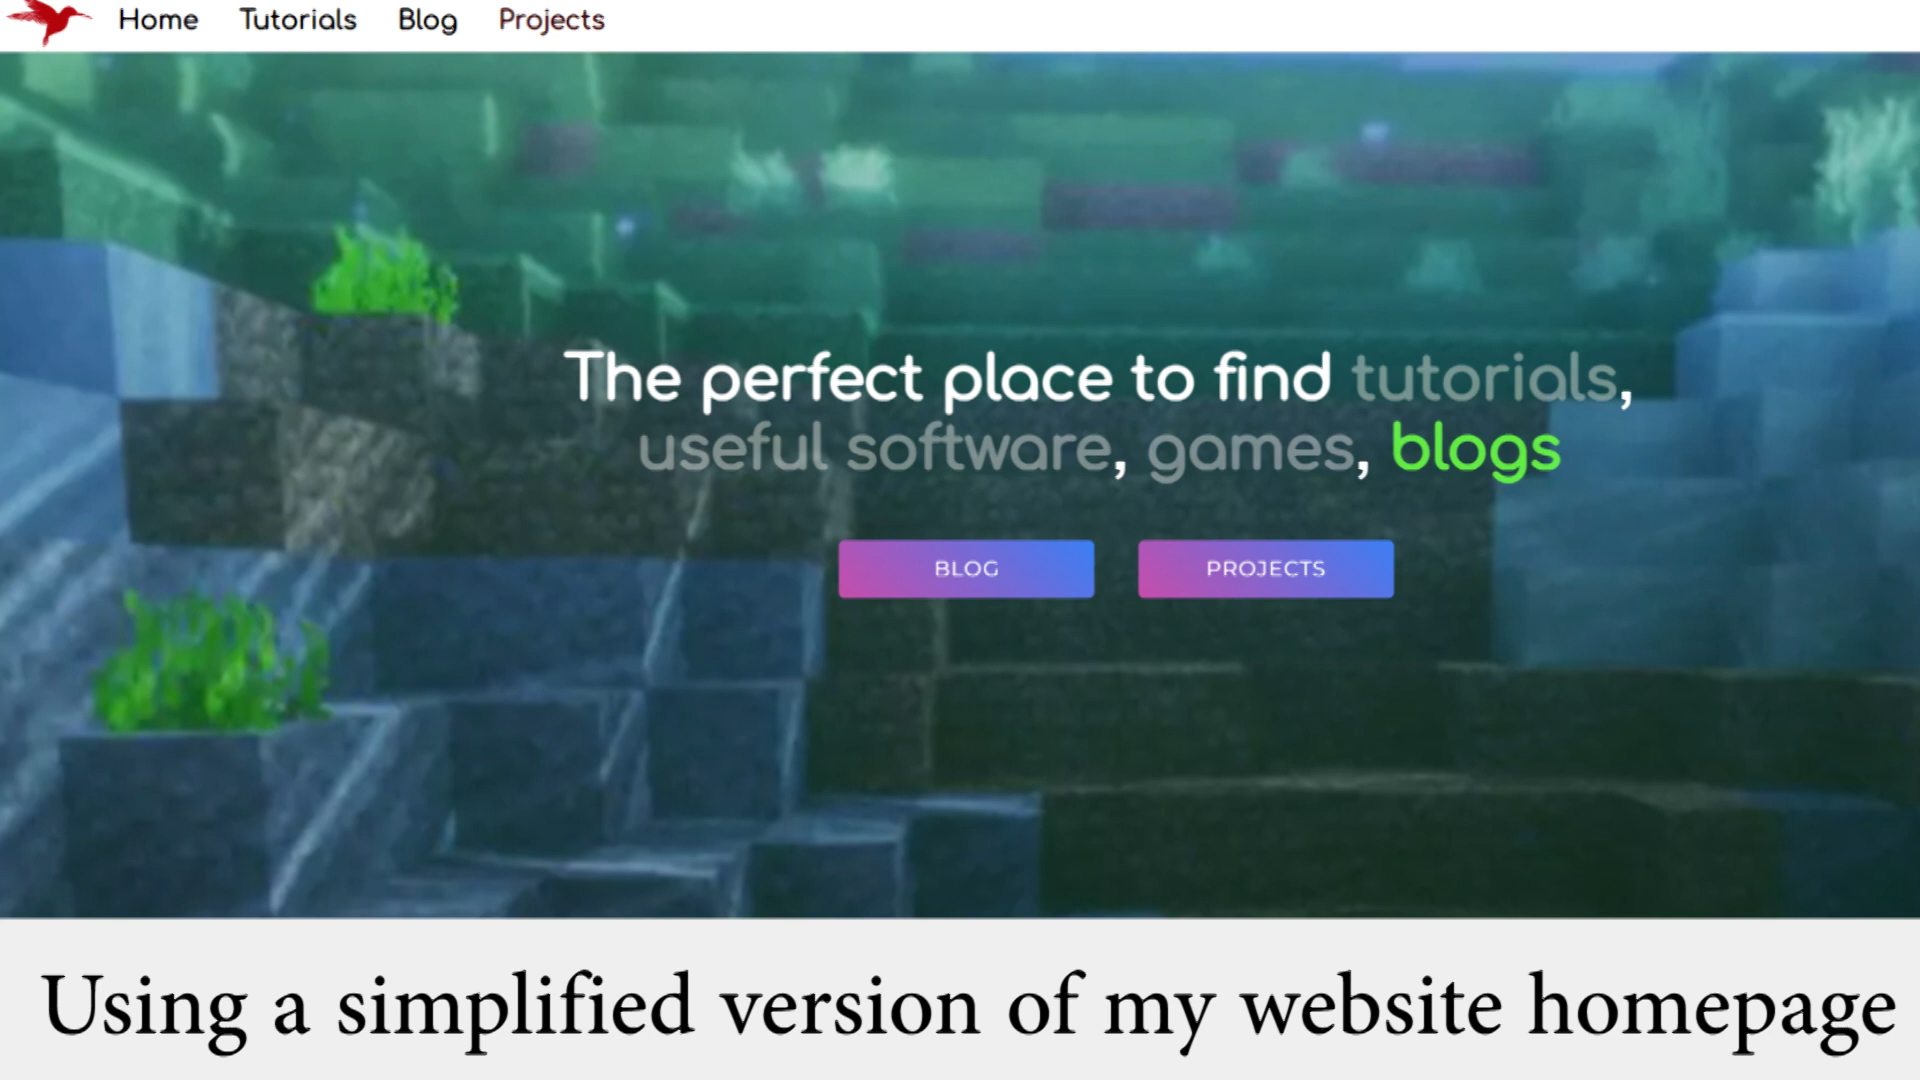 Home Tutorials Blog Projects
The perfect place to find tutorials,
useful software, games, blogs
BLOG PROJECTS
Using a simplified version of my website homepage